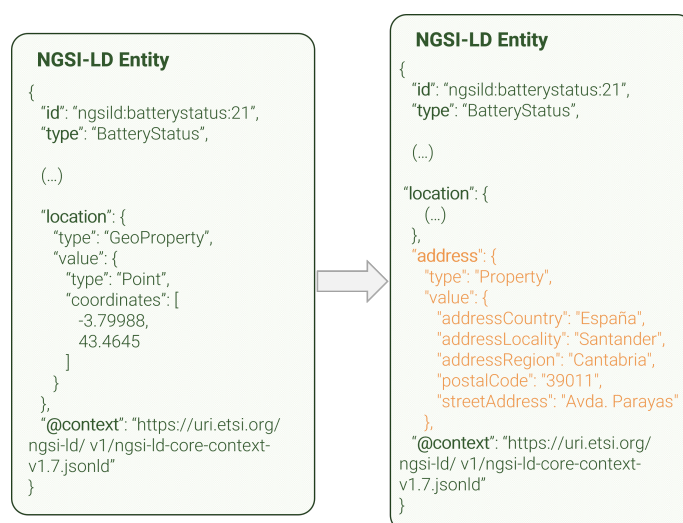 NGSI-LD Entity
{
“id”: “ngsild:batterystatus:21”,
“type”: “BatteryStatus”,
(...)
“location”: {
“type”: “GeoProperty”,
“value”: {
“type”: “Point”,
“coordinates”: [
-3.79988,
43.4645
]
}
},
“@context”: “https://uri.etsi.org/
ngsi-ld/ v1/ngsi-ld-core-context-
v1.7.jsonld”
}
NGSI-LD Entity
{
“id”: “ngsild:batterystatus:21”,
“type”: “BatteryStatus”,
(...)
“location”: {
(...)
},
“address": {
"type": "Property",
"value": {
"addressCountry": "España",
"addressLocality": "Santander",
"addressRegion": "Cantabria",
"postalCode": "39011",
"streetAddress": "Avda. Parayas"
},
“@context”: “https://uri.etsi.org/
ngsi-ld/ v1/ngsi-ld-core-context-
v1.7.jsonld”
}